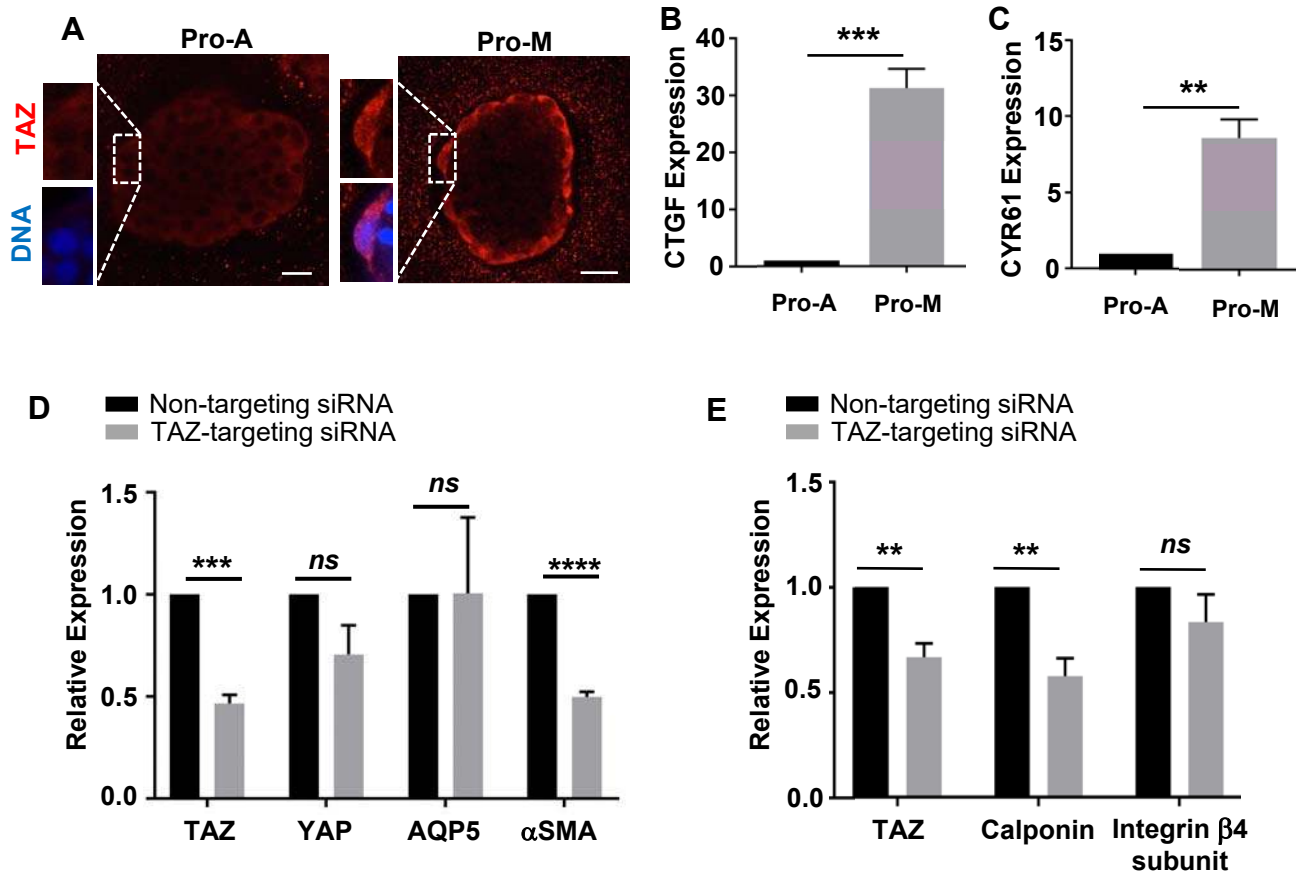 A
Pro-A
Pro-M
TAZ
DNA
B
***
40
30
20
10
0
CTGF Expression
Pro-A
Pro-M
C
**
15
10
5
0
CYR61 Expression
Pro-A
Pro-M
D
Non-targeting siRNA
TAZ-targeting siRNA
Relative Expression
1.5
1.0
0.5
0.0
***
ns
ns
****
TAZ
YAP
AQP5
αSMA
E
Non-targeting siRNA
TAZ-targeting siRNA
Relative Expression
1.5
1.0
0.5
0.0
**
**
ns
TAZ
Calponin
Integrin β4
subunit